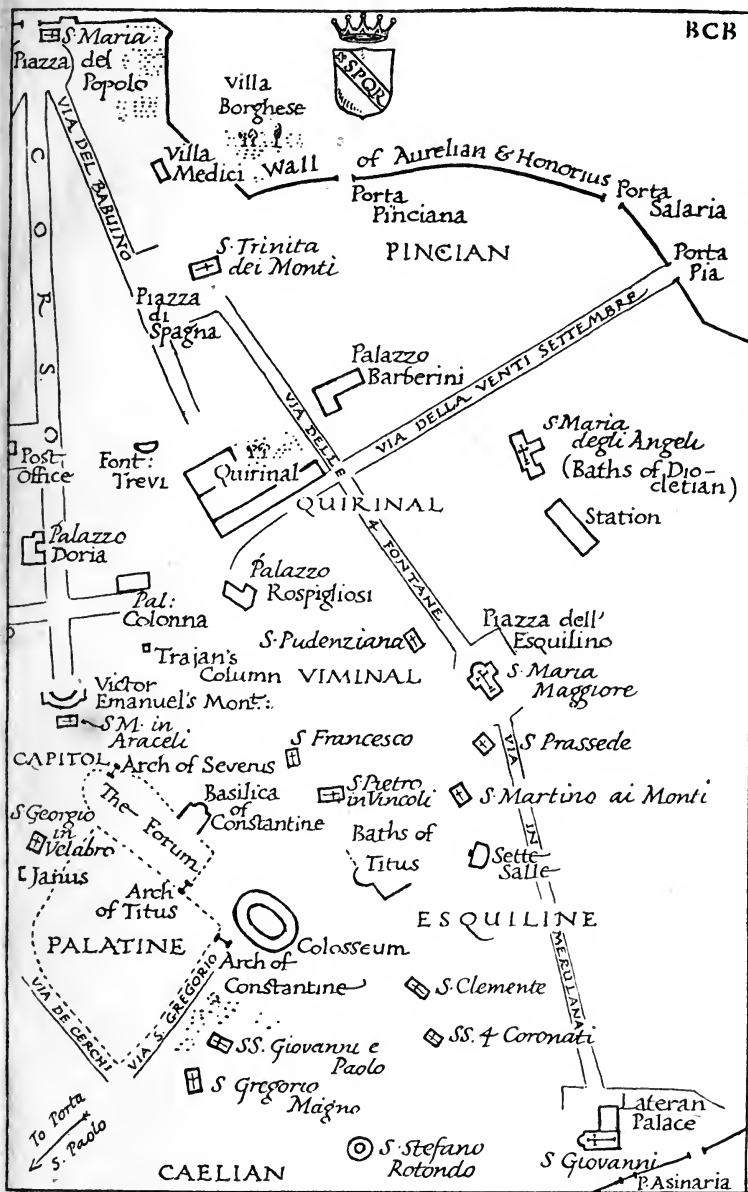 BCB
S. Maria
del
Popolo
Piazza
SPQR
Villa
Borghese
VIA DEL BABUINO
CORSO
Villa
Medici
Wall of Aurelian & Honorius
Porta
Pinciana
Porta
Salaria
Porta
Pia
PINCIAN
S. Trinita
dei Monti
Piazza
di
Spagna
Palazzo
Barberini
VIA DELLA VENTI SETTEMBRE
VIA DELLE 4 FONTANE
S. Maria
degli Angeli
(Baths of Dio-
cletian)
Post
Office
Font:
Trevi
Quirinal
QUIRINAL
Station
Palazzo
Doria
Pal:
Colonna
Palazzo
Rospigliosi
Piazza dell'
Esquilino
S. Pudenziana
Trajan's
Column
VIMINAL
S. Maria
Maggiore
Victor
Emanuel's Mont:
S M. in
Araceli
S Francesco
S Prassede
CAPITOL
Arch of Severus
S. Pietro
in Vincoli
S. Martino ai Monti
S Georgio
in
Velabro
The Forum
Basilica
of
Constantine
Baths of
Titus
Sette
Salle
VIA IN MERULANA
Janus
Arch
of Titus
ESQUILINE
PALATINE
Colosseum
Arch of
Constantine
S. Clemente
VIA DE CERCHI
VIA S. GREGORIO
SS. Giovanni e
Paolo
SS. 4 Coronati
S Gregorio
Magno
Lateran
Palace
To Porta
S. Paolo
S. Stefano
Rotondo
S Giovanni
CAELIAN
P. Asinaria